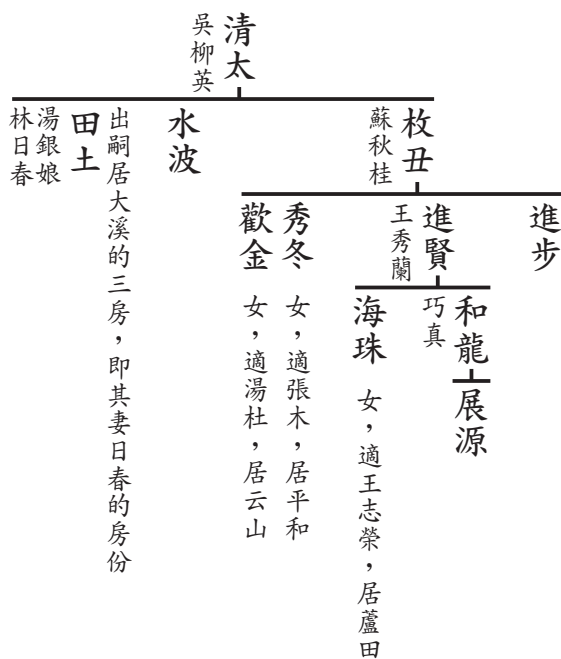 清太
吳柳英
枚丑
蘇秋桂
水波
出嗣居大溪的三房，即其妻日春的房份
田土
湯銀娘
林日春
進步
進賢
王秀蘭
秀冬 女，適張木，居平和
歡金 女，適湯杜，居云山
和龍
巧真
海珠 女，適王志榮，居蘆田
展源